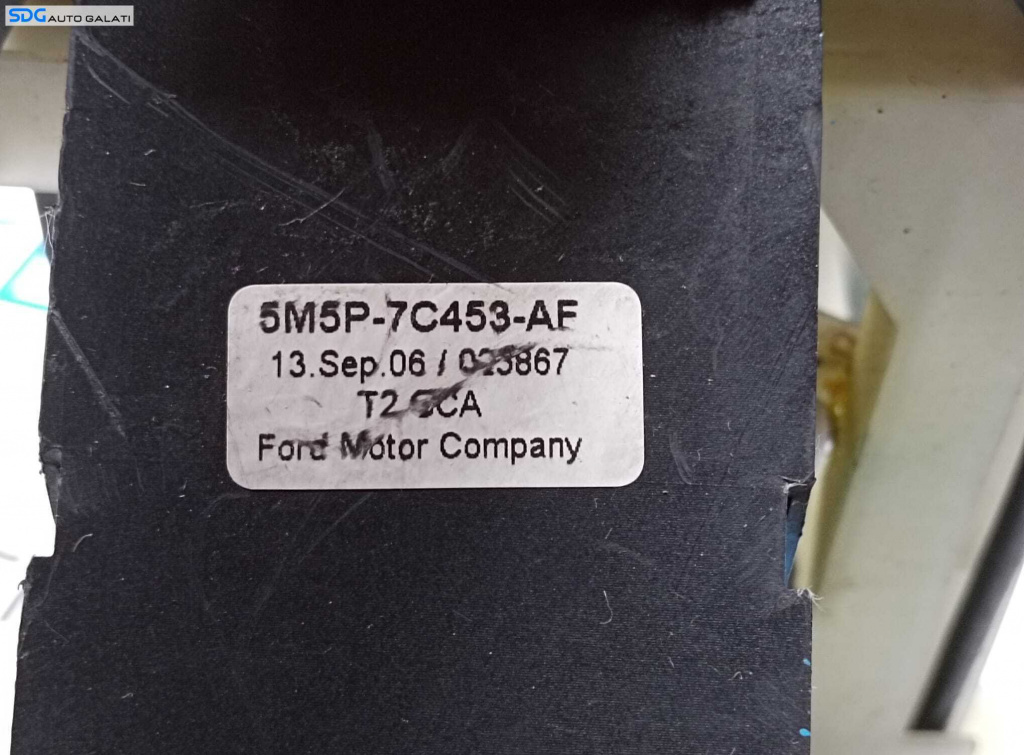 SDG AUTO GALATI
5M5P-7C453-AF
13.Sep.06 /
T2
Ford Motor Company